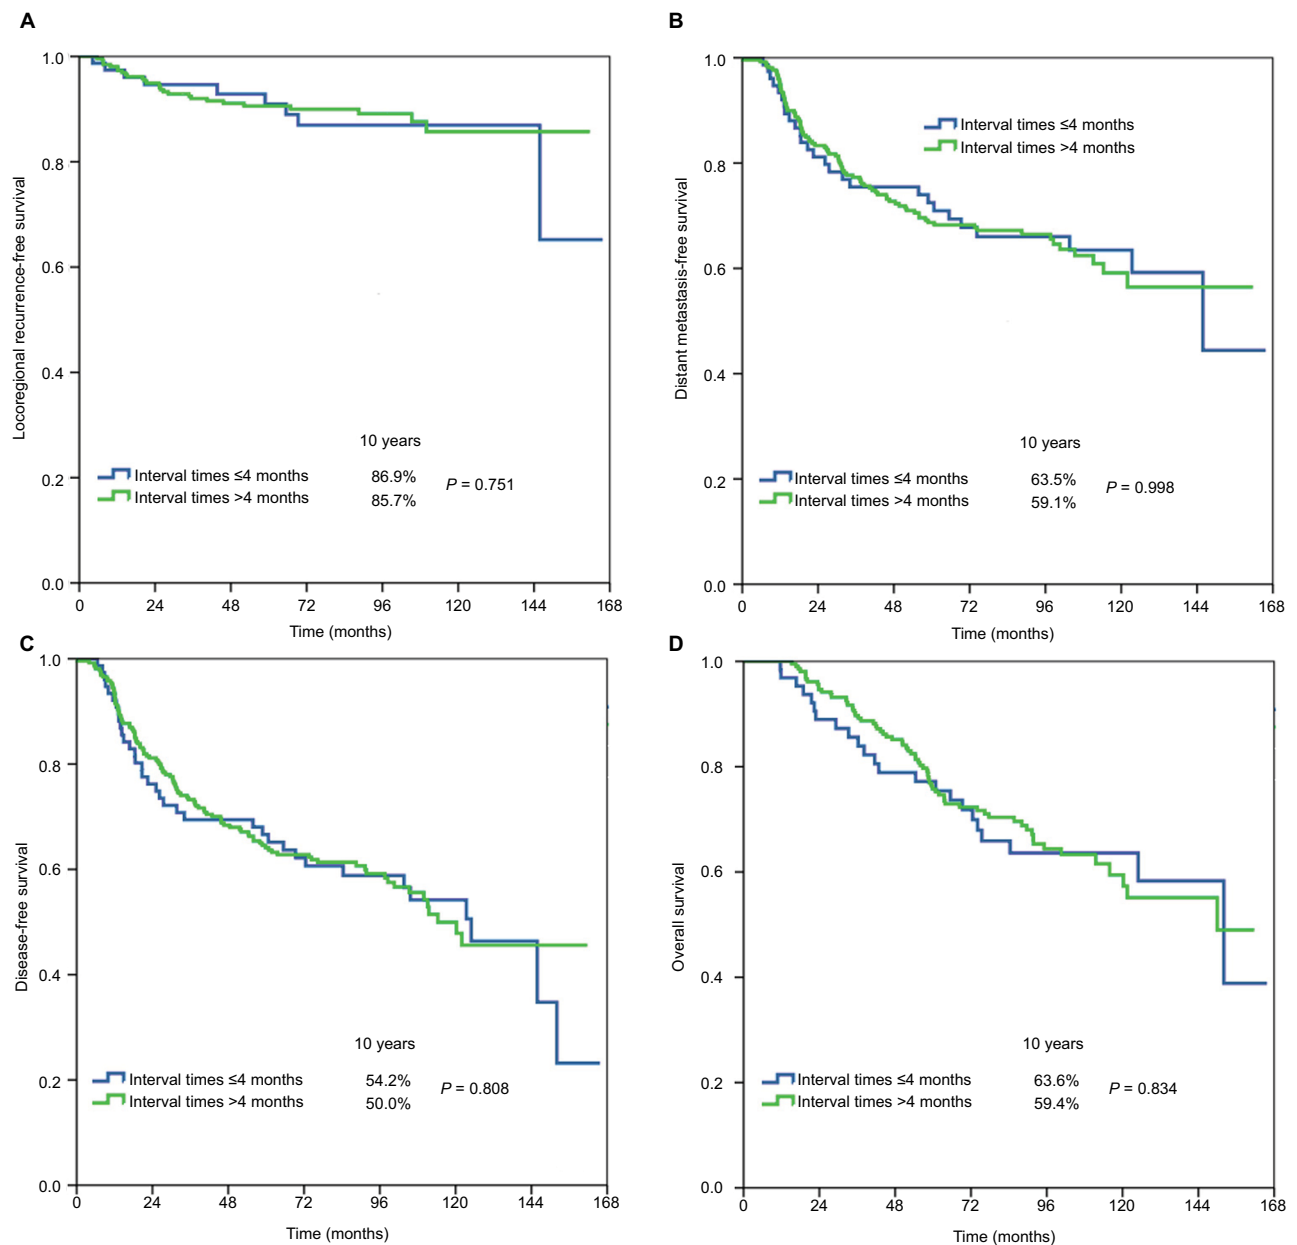 A
Locoregional recurrence-free survival
1.0
0.8
0.6
0.4
0.2
0.0
10 years
Interval times ≤4 months 86.9%
Interval times >4 months 85.7%
P = 0.751
0 24 48 72 96 120 144 168
Time (months)
B
Distant metastasis-free survival
1.0
0.8
0.6
0.4
0.2
0.0
Interval times ≤4 months
Interval times >4 months
10 years
Interval times ≤4 months 63.5%
Interval times >4 months 59.1%
P = 0.998
0 24 48 72 96 120 144 168
Time (months)
C
Disease-free survival
1.0
0.8
0.6
0.4
0.2
0.0
10 years
Interval times ≤4 months 54.2%
Interval times >4 months 50.0%
P = 0.808
0 24 48 72 96 120 144 168
Time (months)
D
Overall survival
1.0
0.8
0.6
0.4
0.2
0.0
10 years
Interval times ≤4 months 63.6%
Interval times >4 months 59.4%
P = 0.834
0 24 48 72 96 120 144 168
Time (months)